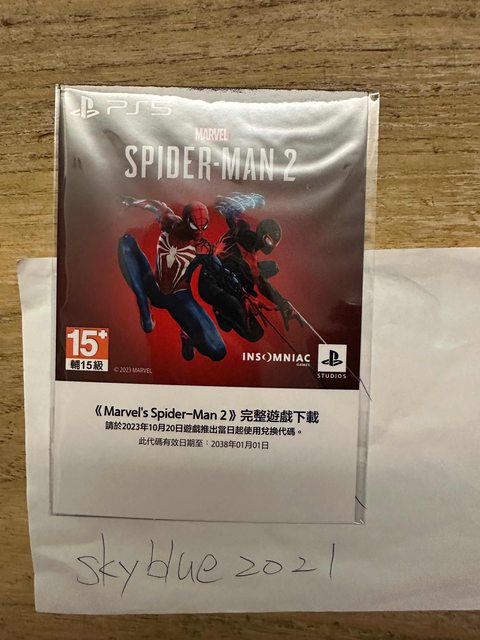 PS5
MARVEL
SPIDER-MAN 2
15+
輔15級
© 2023 MARVEL
INSOMNIAC
GAMES
STUDIOS
《Marvel's Spider-Man 2》完整遊戲下載
請於2023年10月20日遊戲推出當日起使用兌換代碼。
此代碼有效日期至：2038年01月01日
skyblue 2021